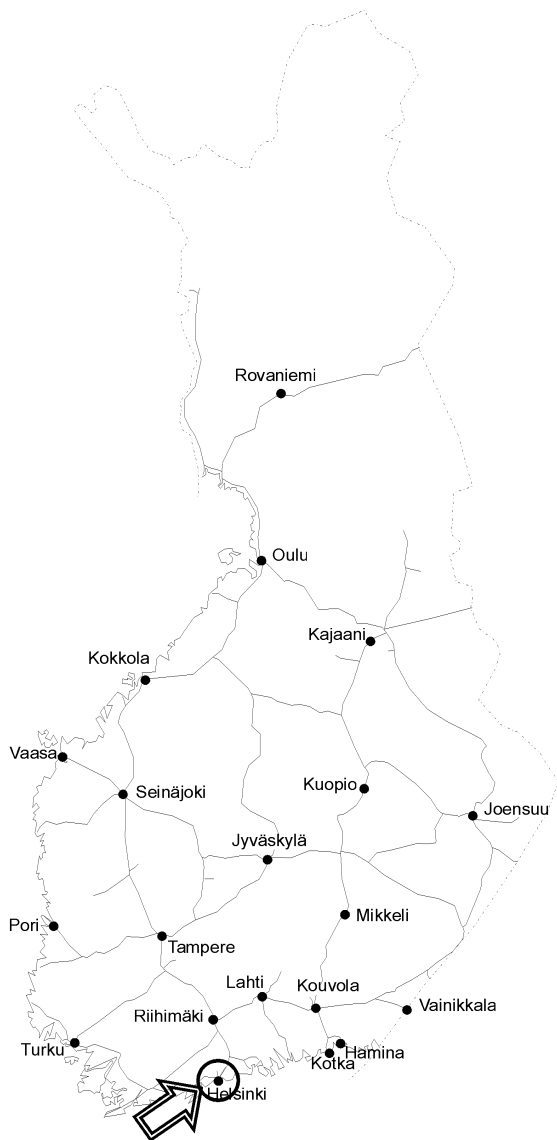 Rovaniemi
Oulu
Kajaani
Kokkola
Vaasa
Seinäjoki
Kuopio
Joensuu
Jyväskylä
Pori
Mikkeli
Tampere
Lahti
Kouvola
Riihimäki
Vainikkala
Turku
Hamina
Kotka
Helsinki